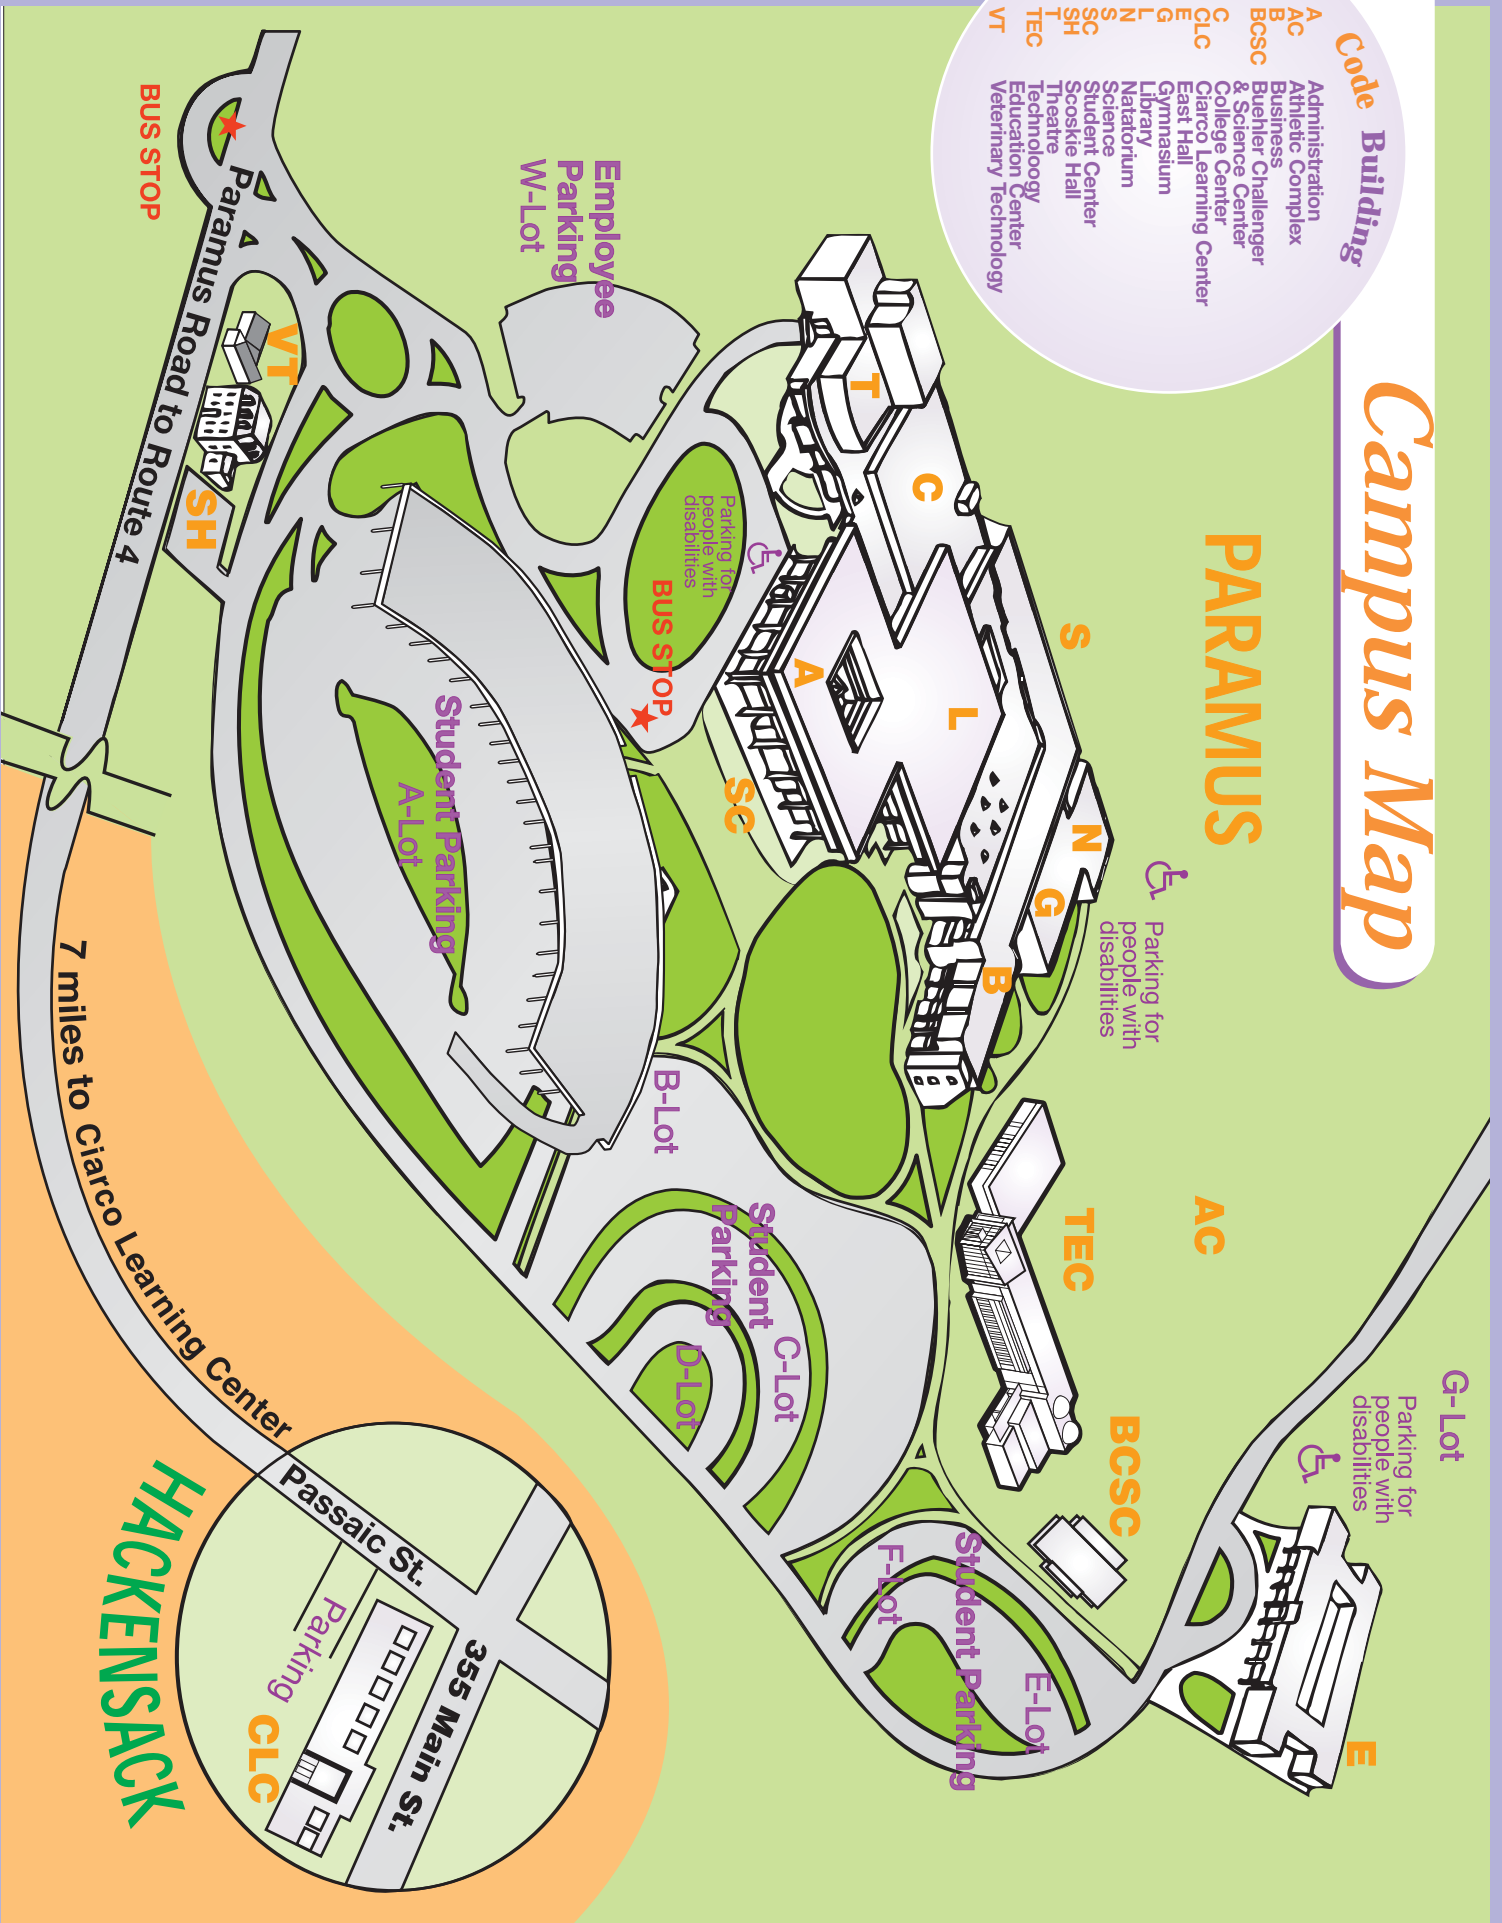 Campus Map
Code Building
A Administration
AC Athletic Complex
B Business
BCSC Buehler Challenger
& Science Center
C College Center
CLC Ciarco Learning Center
E East Hall
G Gymnasium
L Library
N Natatorium
S Science
SC Student Center
SH Scoskie Hall
T Theatre
TEC Technoloogy
Education Center
VT Veterinary Technology
PARAMUS
G-Lot
Parking for
people with
disabilities
E
AC
BCSC
TEC
Parking for
people with
disabilities
S
N
G
L
B
C
T
A
SC
Parking for
people with
disabilities
BUS STOP
Employee
Parking
W-Lot
Student Parking
E-Lot
F-Lot
Student
Parking
C-Lot
D-Lot
B-Lot
Student Parking
A-Lot
VT
SH
BUS STOP
Paramus Road to Route 4
7 miles to Ciarco Learning Center
Passaic St.
355 Main St.
Parking
CLC
HACKENSACK